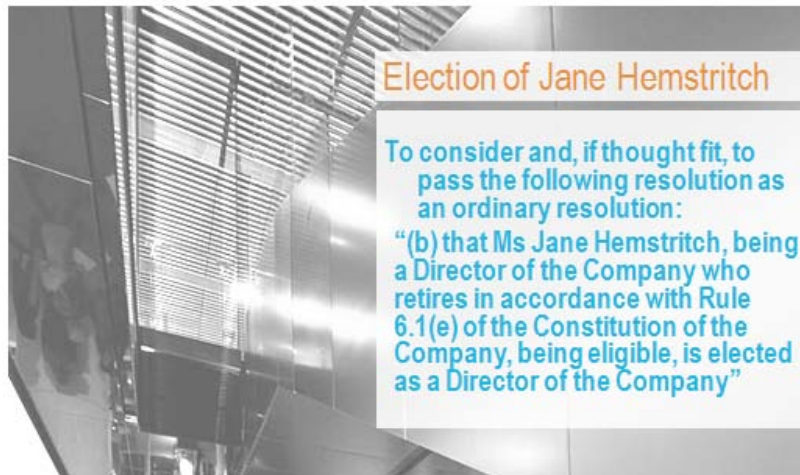 Election of Jane Hemstritch
To consider and, if thought fit, to
pass the following resolution as
an ordinary resolution:
“(b) that Ms Jane Hemstritch, being
a Director of the Company who
retires in accordance with Rule
6.1(e) of the Constitution of the
Company, being eligible, is elected
as a Director of the Company”